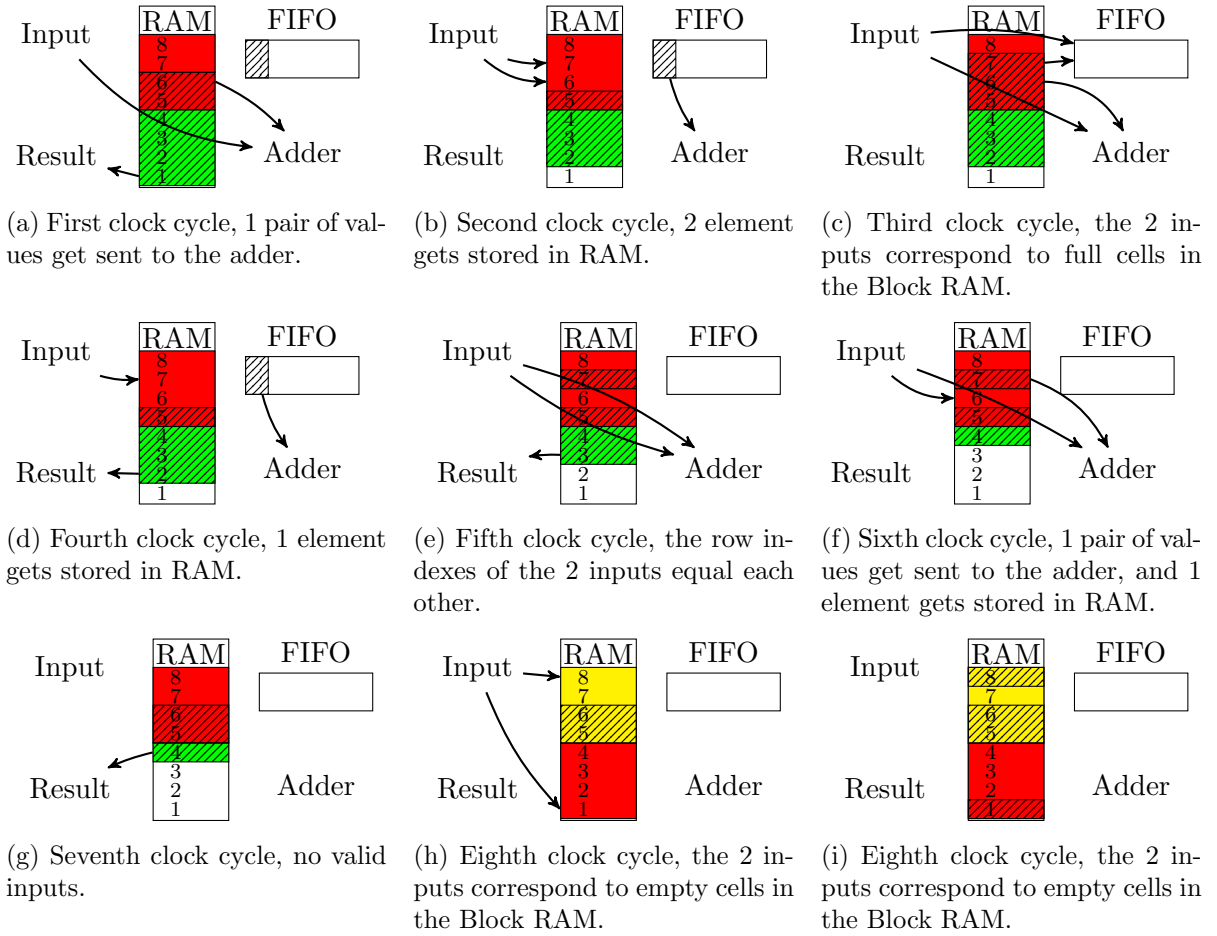 Input RAM FIFO
8
7
6
5
4
3
2
1
Result Adder
(a) First clock cycle, 1 pair of val-
ues get sent to the adder.
Input RAM FIFO
8
7
6
5
4
3
2
1
Result Adder
(b) Second clock cycle, 2 element
gets stored in RAM.
Input RAM FIFO
8
7
6
5
4
3
2
1
Result Adder
(c) Third clock cycle, the 2 in-
puts correspond to full cells in
the Block RAM.
Input RAM FIFO
8
7
6
5
4
3
2
1
Result Adder
(d) Fourth clock cycle, 1 element
gets stored in RAM.
Input RAM FIFO
8
7
6
5
4
3
2
1
Result Adder
(e) Fifth clock cycle, the row in-
dexes of the 2 inputs equal each
other.
Input RAM FIFO
8
7
6
5
4
3
2
1
Result Adder
(f) Sixth clock cycle, 1 pair of val-
ues get sent to the adder, and 1
element gets stored in RAM.
Input RAM FIFO
8
7
6
5
4
3
2
1
Result Adder
(g) Seventh clock cycle, no valid
inputs.
Input RAM FIFO
8
7
6
5
4
3
2
1
Result Adder
(h) Eighth clock cycle, the 2 in-
puts correspond to empty cells in
the Block RAM.
Input RAM FIFO
8
7
6
5
4
3
2
1
Result Adder
(i) Eighth clock cycle, the 2 in-
puts correspond to empty cells in
the Block RAM.